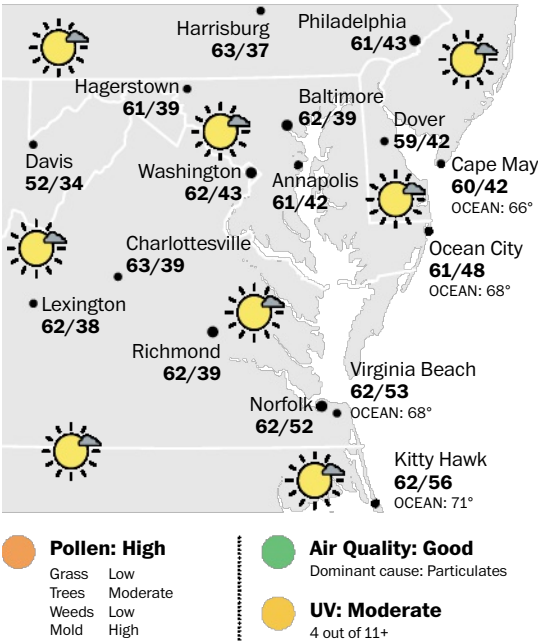 Harrisburg
63/37
Philadelphia
61/43
Hagerstown
61/39
Baltimore
62/39
Dover
59/42
Davis
52/34
Washington
62/43
Annapolis
61/42
Cape May
60/42
OCEAN: 66°
Charlottesville
63/39
Ocean City
61/48
OCEAN: 68°
Lexington
62/38
Richmond
62/39
Virginia Beach
62/53
OCEAN: 68°
Norfolk
62/52
Kitty Hawk
62/56
OCEAN: 71°
Pollen: High
Grass Low
Trees Moderate
Weeds Low
Mold High
Air Quality: Good
Dominant cause: Particulates
UV: Moderate
4 out of 11+